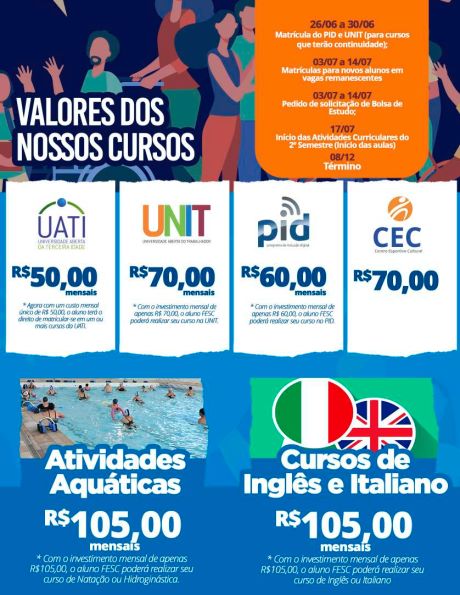 VALORES DOS
NOSSOS CURSOS
26/06 a 30/06
Matrícula do PID e UNIT (para cursos
que terão continuidade);
03/07 a 14/07
Matrículas para novos alunos em
vagas remanescentes
03/07 a 14/07
Pedido de solicitação de Bolsa de
Estudo;
17/07
Início das Atividades Curriculares do
2º Semestre (Início das aulas)
08/12
Término
UATI
UNIVERSIDADE ABERTA
DA TERCEIRA IDADE
R$50,00
mensais
* Agora com um custo mensal
único de R$ 50,00, o aluno terá o
direito de matricular-se em um ou
mais cursos da UATI.
UNIT
UNIVERSIDADE ABERTA DO TRABALHADOR
R$70,00
mensais
* Com o investimento mensal de
apenas R$ 70,00, o aluno FESC
poderá realizar seu curso na UNIT.
pid
programa de inclusão digital
R$60,00
mensais
* Com o investimento mensal de
apenas R$ 60,00, o aluno FESC
poderá realizar seu curso no PID.
CEC
Centro Esportivo Cultural
R$70,00
Atividades
Aquáticas
R$105,00
mensais
* Com o investimento mensal de apenas
R$105,00, o aluno FESC poderá realizar seu
curso de Natação ou Hidroginástica.
Cursos de
Inglês e Italiano
R$105,00
mensais
* Com o investimento mensal de apenas
R$105,00, o aluno FESC poderá realizar seu
curso de Inglês ou Italiano